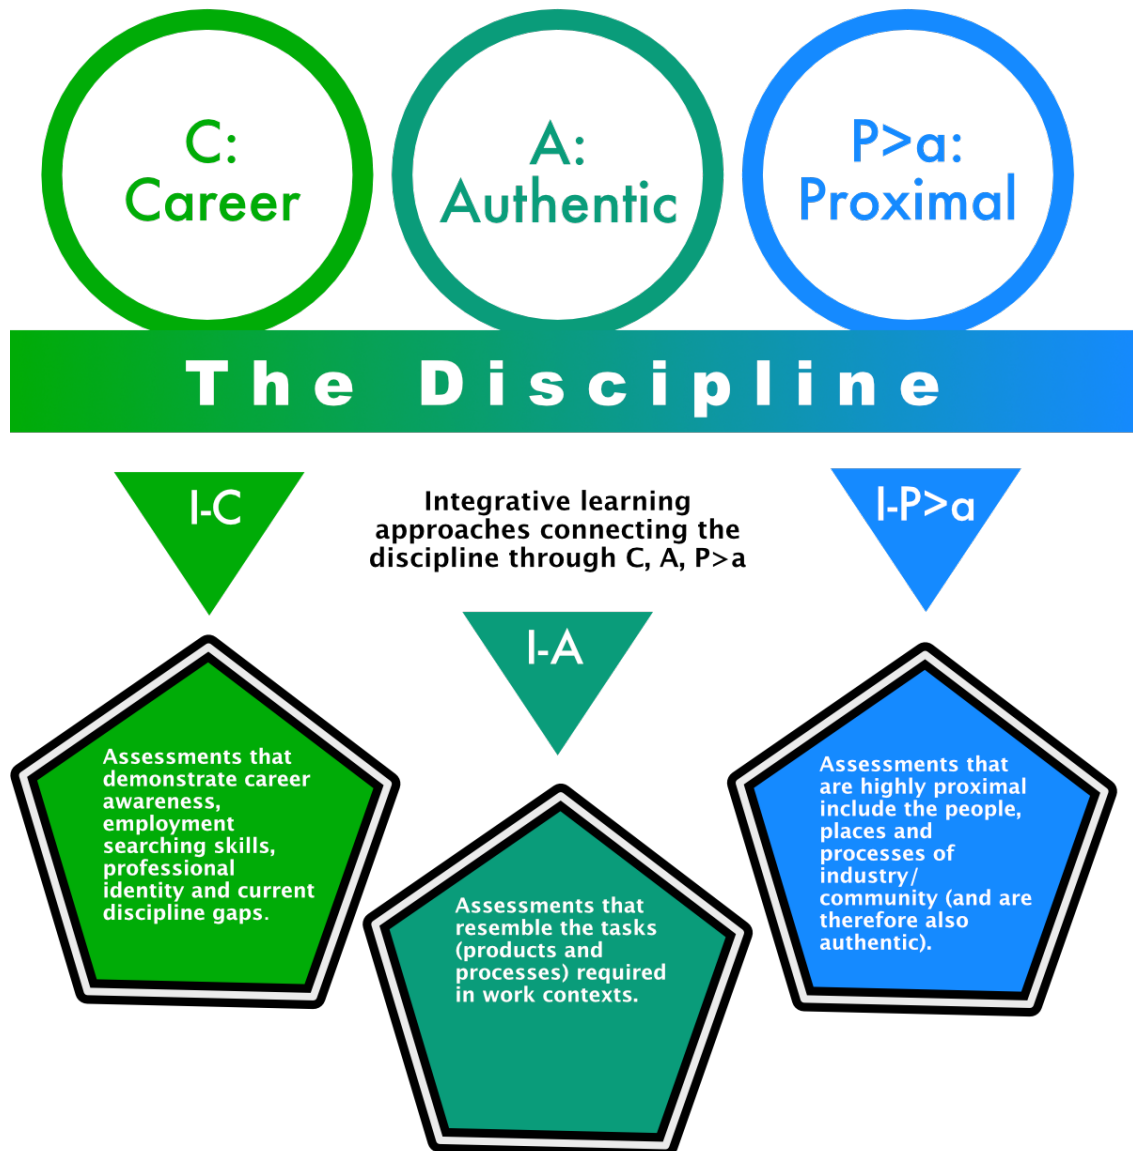 C:
Career
A:
Authentic
P>a:
Proximal
The Discipline
I-C
Integrative learning
approaches connecting the
discipline through C, A, P>a
I-P>a
I-A
Assessments that
demonstrate career
awareness,
employment
searching skills,
professional
identity and current
discipline gaps.
Assessments that
resemble the tasks
(products and
processes) required
in work contexts.
Assessments that
are highly proximal
include the people,
places and
processes of
industry/
community (and are
therefore also
authentic).